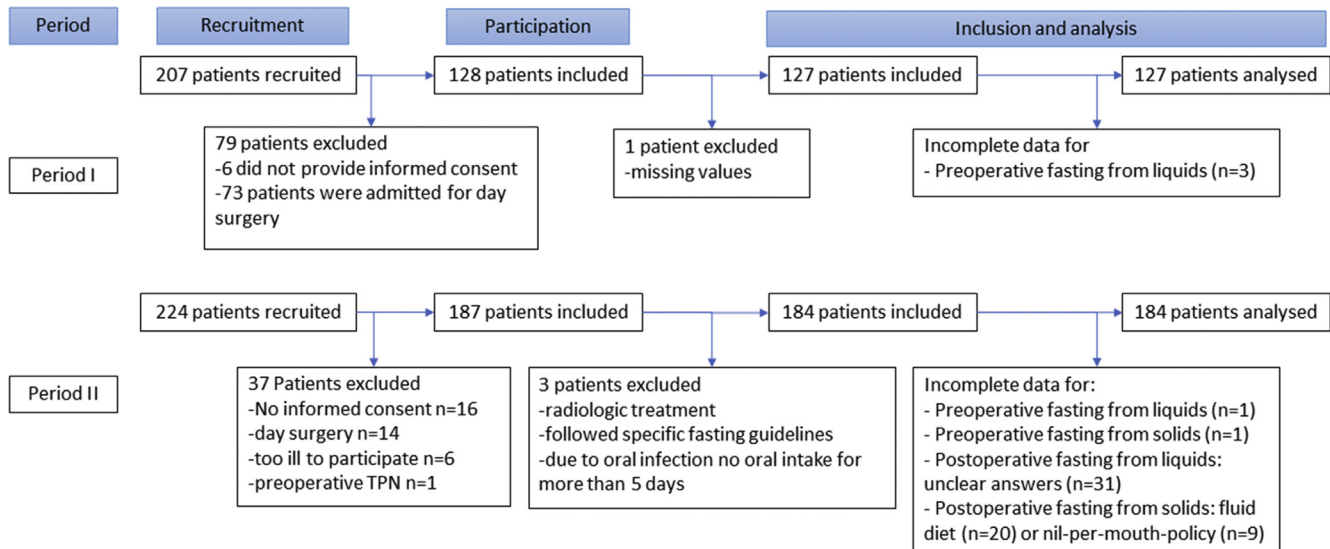 Period
Recruitment
Participation
Inclusion and analysis
207 patients recruited
128 patients included
127 patients included
127 patients analysed
Period I
79 patients excluded
-6 did not provide informed consent
-73 patients were admitted for day
surgery
1 patient excluded
-missing values
Incomplete data for
- Preoperative fasting from liquids (n=3)
224 patients recruited
187 patients included
184 patients included
184 patients analysed
Period II
37 Patients excluded
-No informed consent n=16
-day surgery n=14
-too ill to participate n=6
-preoperative TPN n=1
3 patients excluded
-radiologic treatment
-followed specific fasting guidelines
-due to oral infection no oral intake for
more than 5 days
Incomplete data for:
- Preoperative fasting from liquids (n=1)
- Preoperative fasting from solids (n=1)
- Postoperative fasting from liquids:
unclear answers (n=31)
- Postoperative fasting from solids: fluid
diet (n=20) or nil-per-mouth-policy (n=9)